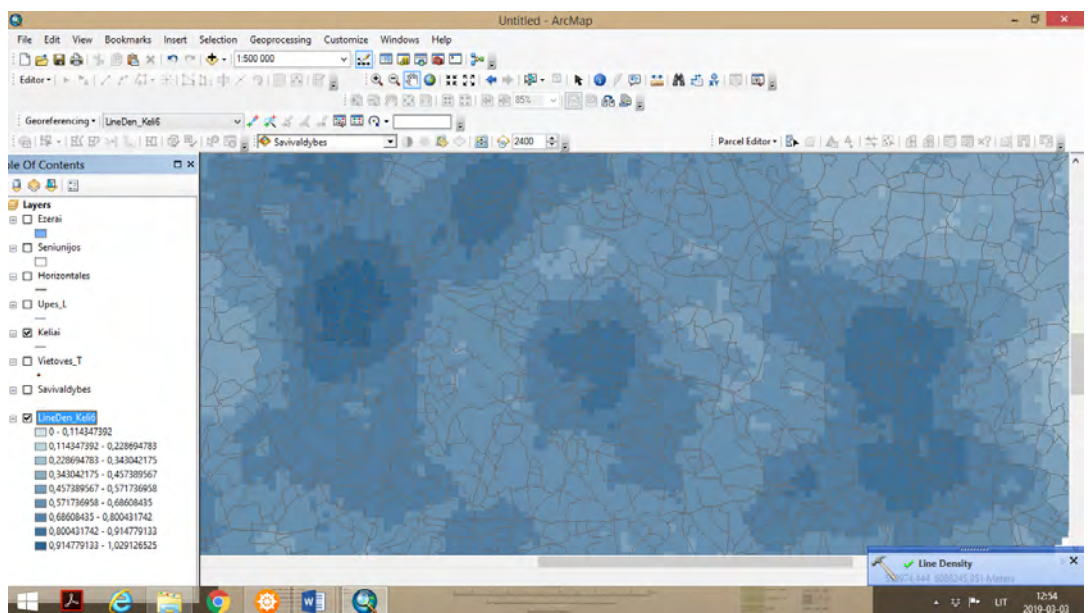 Untitled - ArcMap
File Edit View Bookmarks Insert Selection Geoprocessing Customize Windows Help
1:500 000
Editor
85%
Georeferencing LineDen_Keli6
Savivaldybes 2400 Parcel Editor
ble Of Contents
Layers
Ezerai
Seniunijos
Horizontales
Upes_L
Keliai
Vietoves_T
Savivaldybes
LineDen_Keli6
0 - 0,114347392
0,114347392 - 0,228694783
0,228694783 - 0,343042175
0,343042175 - 0,457389567
0,457389567 - 0,571736958
0,571736958 - 0,68608435
0,68608435 - 0,800431742
0,800431742 - 0,914779133
0,914779133 - 1,029126525
Line Density
Meters
LIT
12:54
2019-03-03